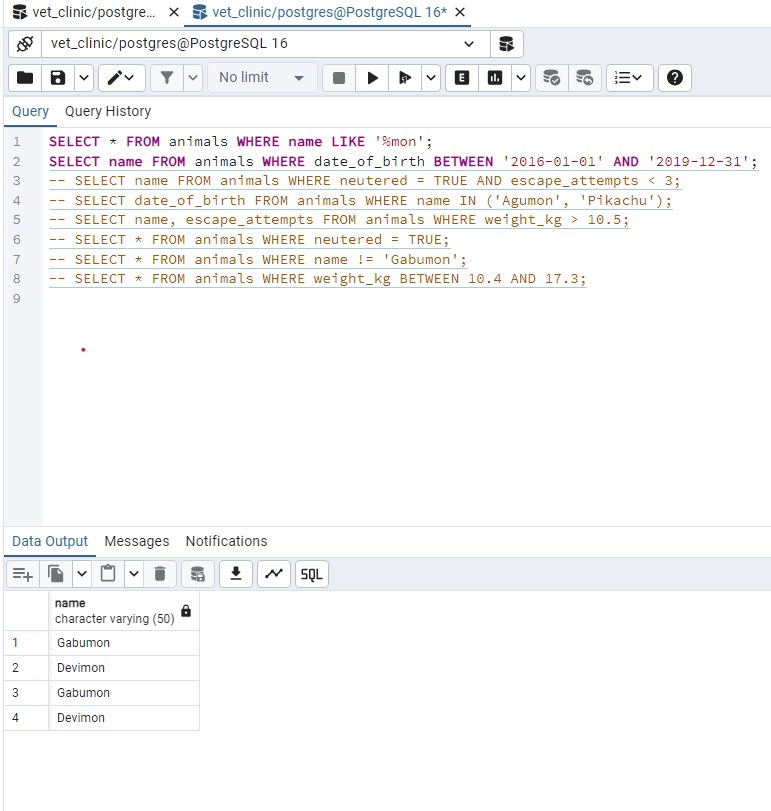 vet_clinic/postgre... vet_clinic/postgres@PostgreSQL 16*
vet_clinic/postgres@PostgreSQL 16
No limit E SQL
Query Query History
1 SELECT * FROM animals WHERE name LIKE '%mon';
2 SELECT name FROM animals WHERE date_of_birth BETWEEN '2016-01-01' AND '2019-12-31';
3 -- SELECT name FROM animals WHERE neutered = TRUE AND escape_attempts < 3;
4 -- SELECT date_of_birth FROM animals WHERE name IN ('Agumon', 'Pikachu');
5 -- SELECT name, escape_attempts FROM animals WHERE weight_kg > 10.5;
6 -- SELECT * FROM animals WHERE neutered = TRUE;
7 -- SELECT * FROM animals WHERE name != 'Gabumon';
8 -- SELECT * FROM animals WHERE weight_kg BETWEEN 10.4 AND 17.3;
9
Data Output Messages Notifications
SQL
name
character varying (50)
1 Gabumon
2 Devimon
3 Gabumon
4 Devimon